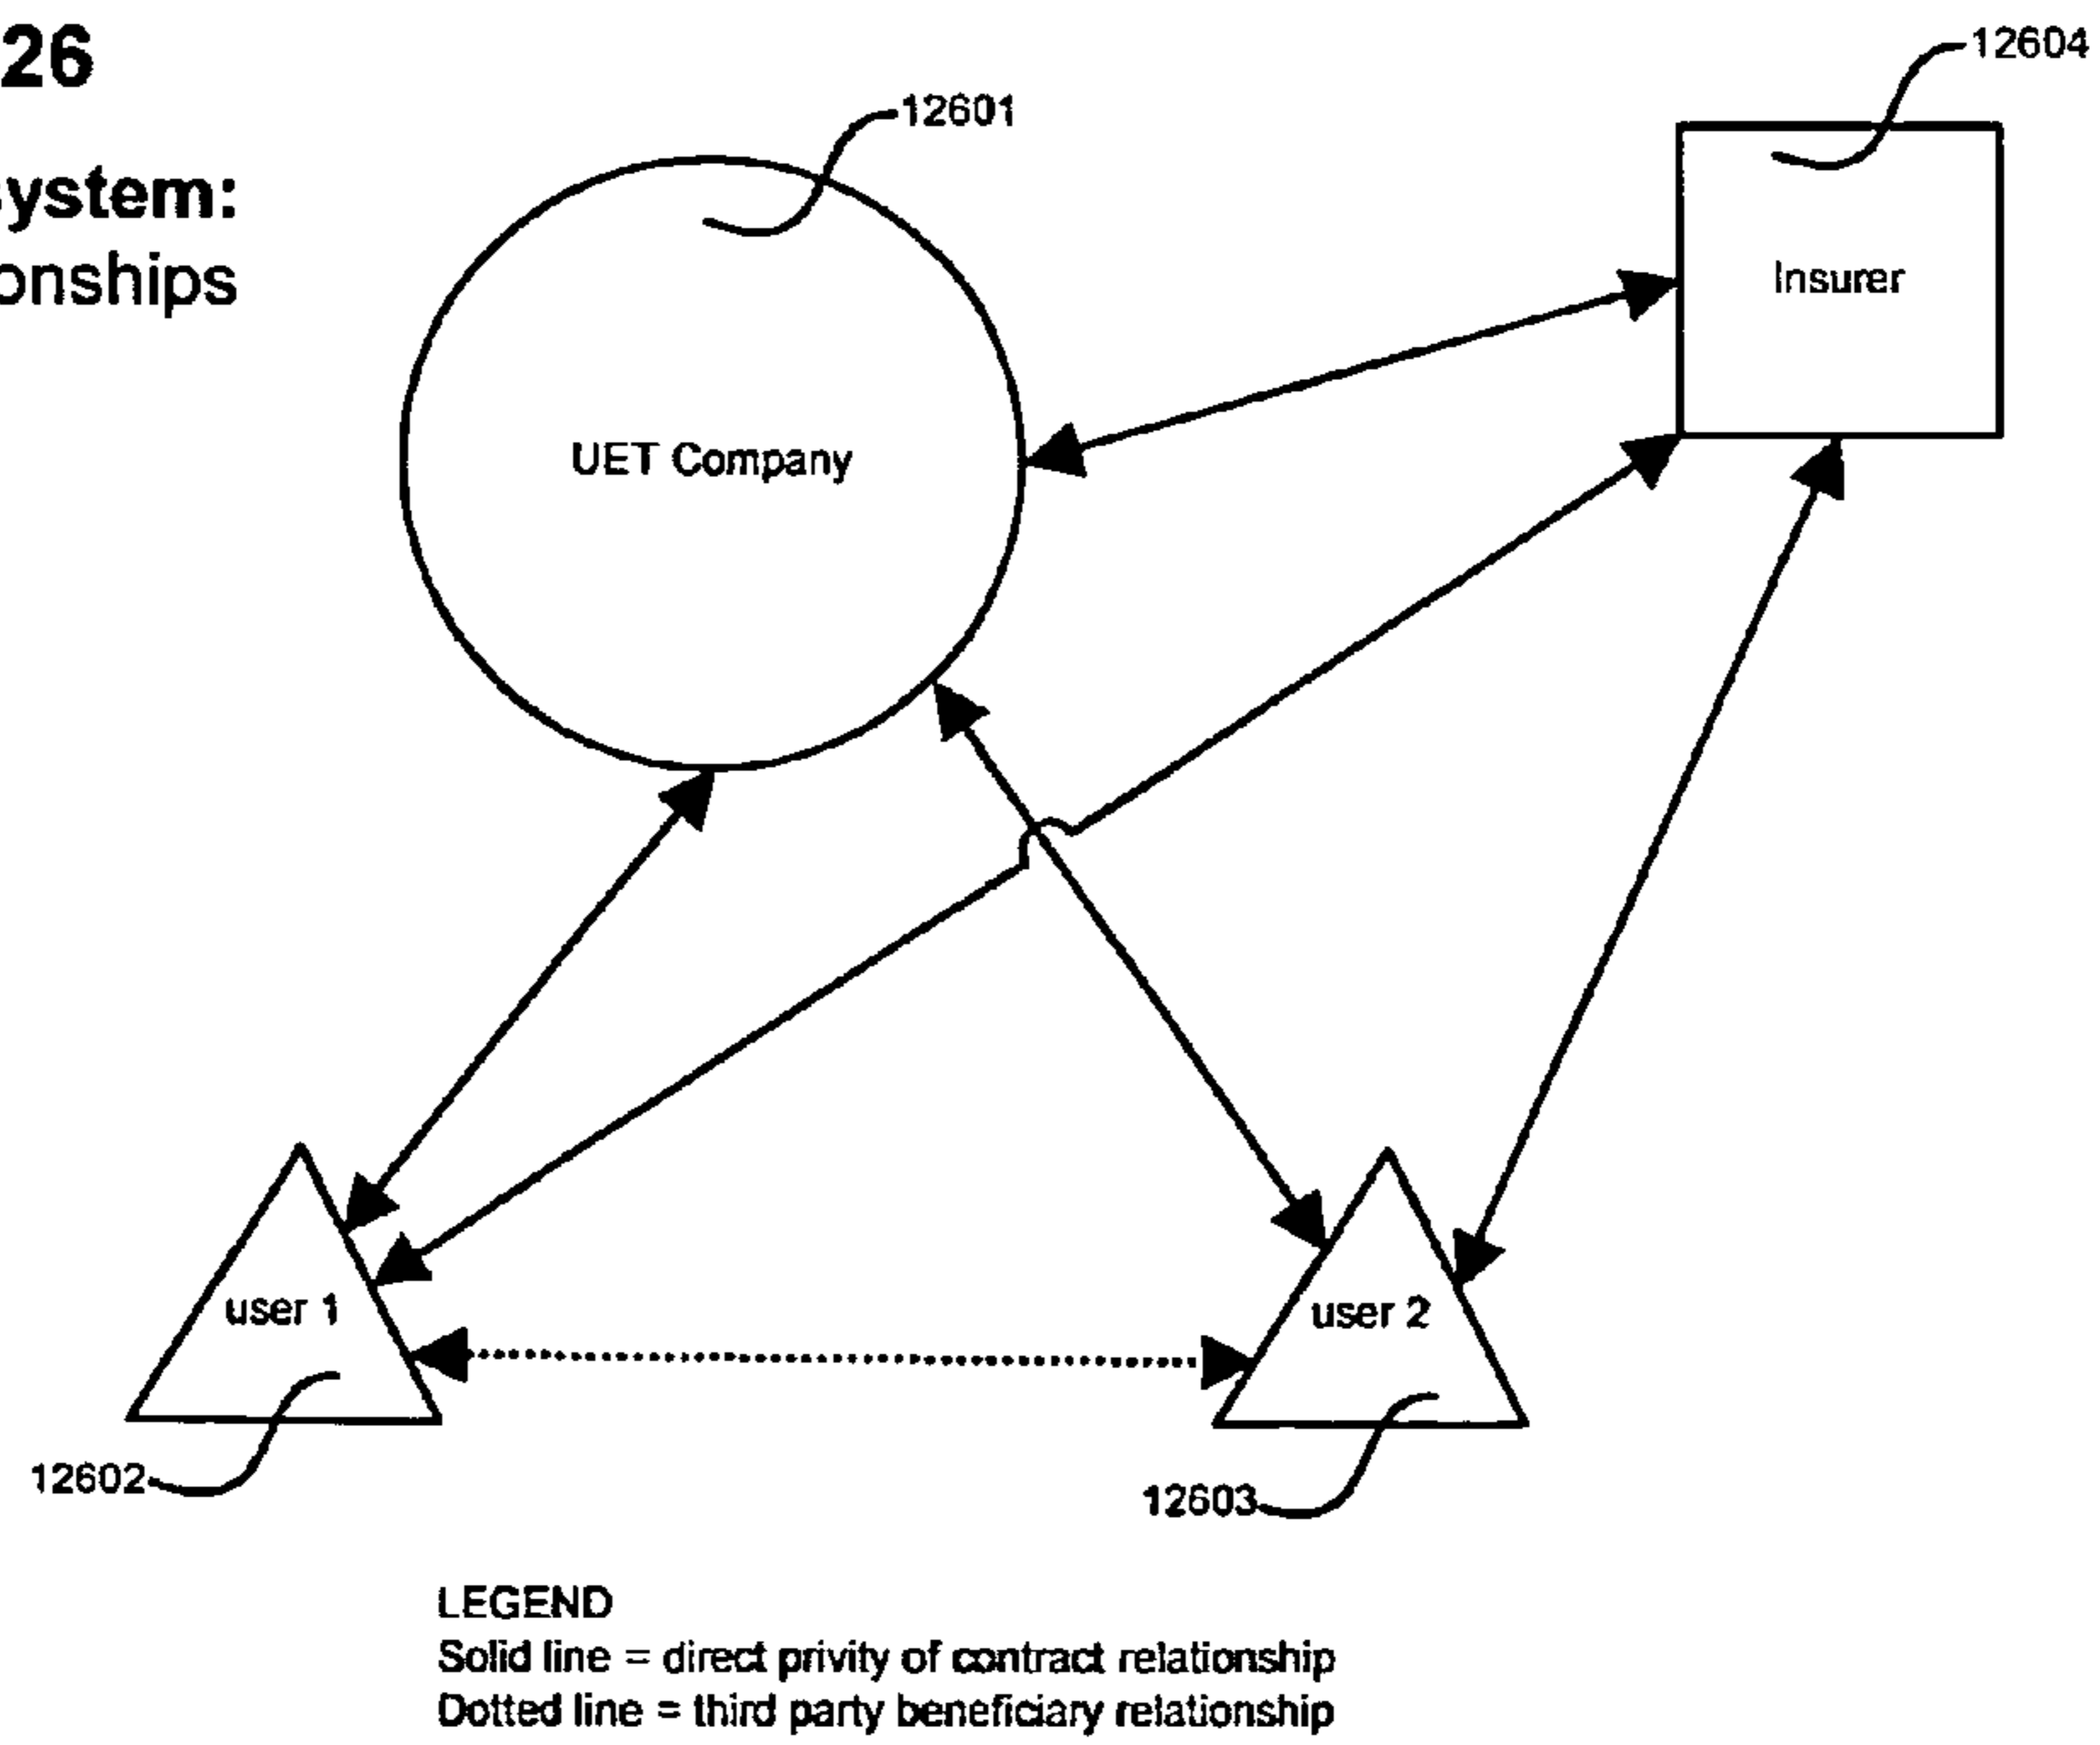 26
12604
12601
ystem:
onships
Insurer
UET Company
user 1
user 2
12602
12603
LEGEND
Solid line = direct privity of contract relationship
Dotted line = third party beneficiary relationship